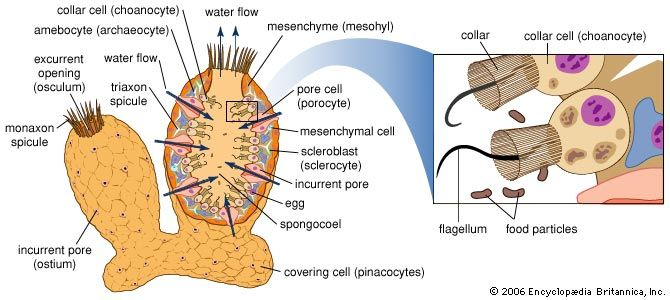 collar cell (choanocyte)
amebocyte (archaeocyte)
water flow
excurrent
opening
(osculum)
triaxon
spicule
monaxon
spicule
incurrent pore
(ostium)
water flow
mesenchyme (mesohyl)
pore cell
(porocyte)
mesenchymal cell
scleroblast
(sclerocyte)
incurrent pore
egg
spongocoel
covering cell (pinacocytes)
collar
collar cell (choanocyte)
flagellum
food particles
© 2006 Encyclopædia Britannica, Inc.